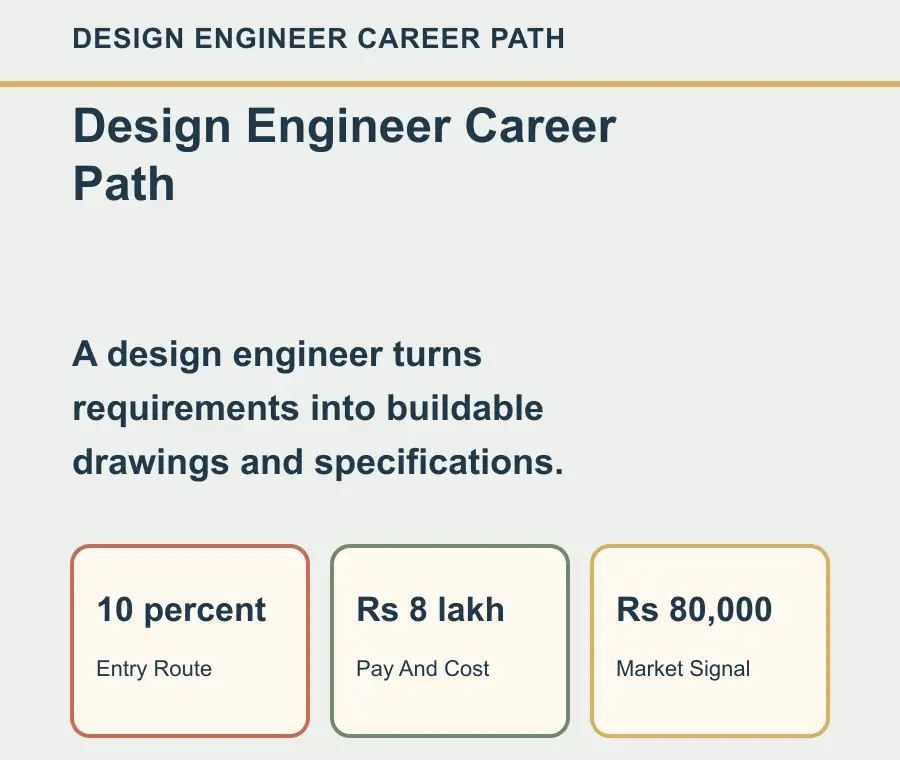 DESIGN ENGINEER CAREER PATH
Design Engineer Career
Path
A design engineer turns
requirements into buildable
drawings and specifications.
10 percent
Entry Route
Rs 8 lakh
Pay And Cost
Rs 80,000
Market Signal